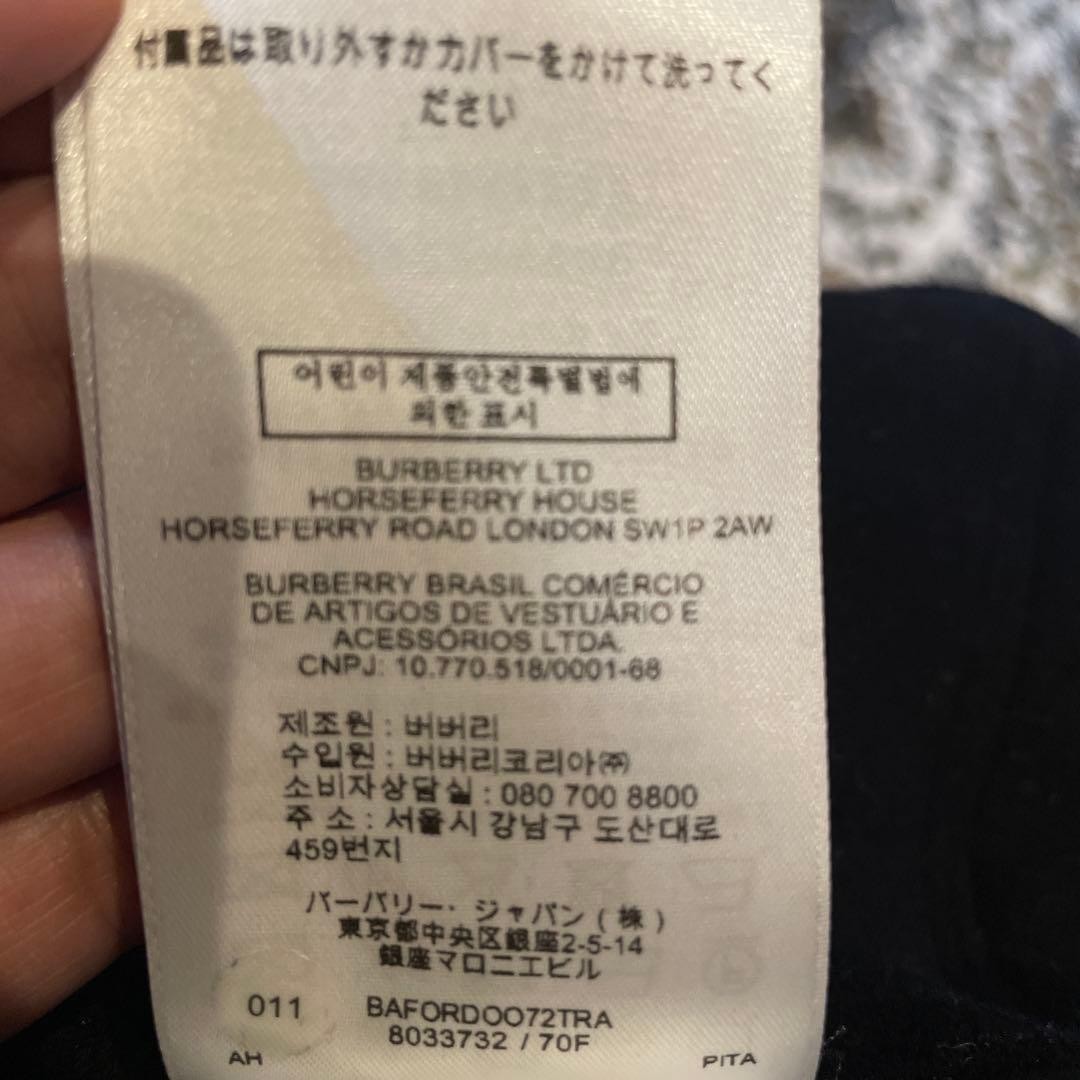 付属品は取り外すかカバーをかけて洗ってく
ださい
어린이 제품안전특별법에
의한 표시
BURBERRY LTD
HORSEFERRY HOUSE
HORSEFERRY ROAD LONDON SW1P 2AW
BURBERRY BRASIL COMÉRCIO
DE ARTIGOS DE VESTUÁRIO E
ACESSÓRIOS LTDA.
CNPJ: 10.770.518/0001-68
제조원 : 버버리
수입원 : 버버리코리아㈜
소비자상담실 : 080 700 8800
주 소 : 서울시 강남구 도산대로
459번지
バーバリー・ジャパン(株)
東京都中央区銀座2-5-14
銀座マロニエビル
011 BAFORDOO72TRA
8033732 / 70F
AH PITA